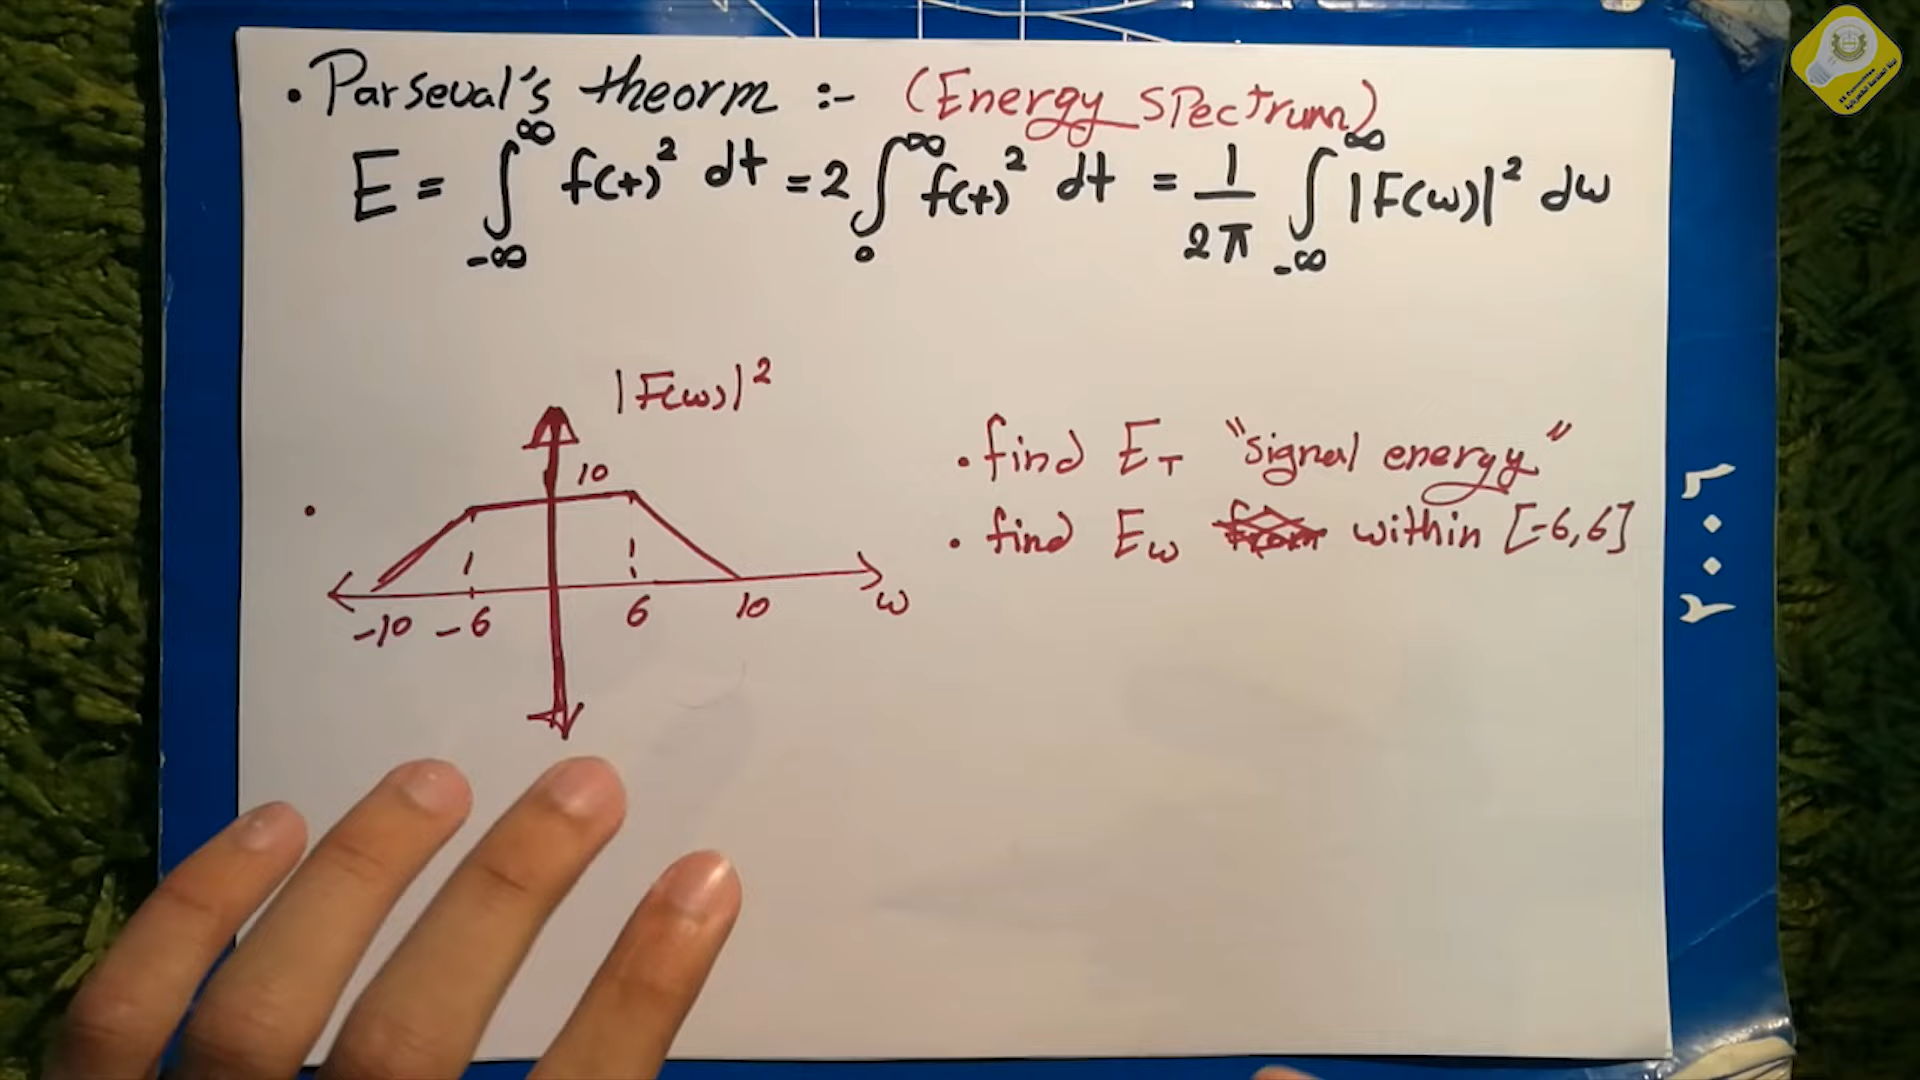 • Parseval's theorm :- (Energy spectrum)
E = ∫_{-∞}^{∞} f(t)² dt = 2 ∫_{0}^{∞} f(t)² dt = 1/2π ∫_{-∞}^{∞} |F(ω)|² dω
|F(ω)|²
10
• find E_T "signal energy"
• find E_ω within [-6,6]
-10 -6 6 10 ω